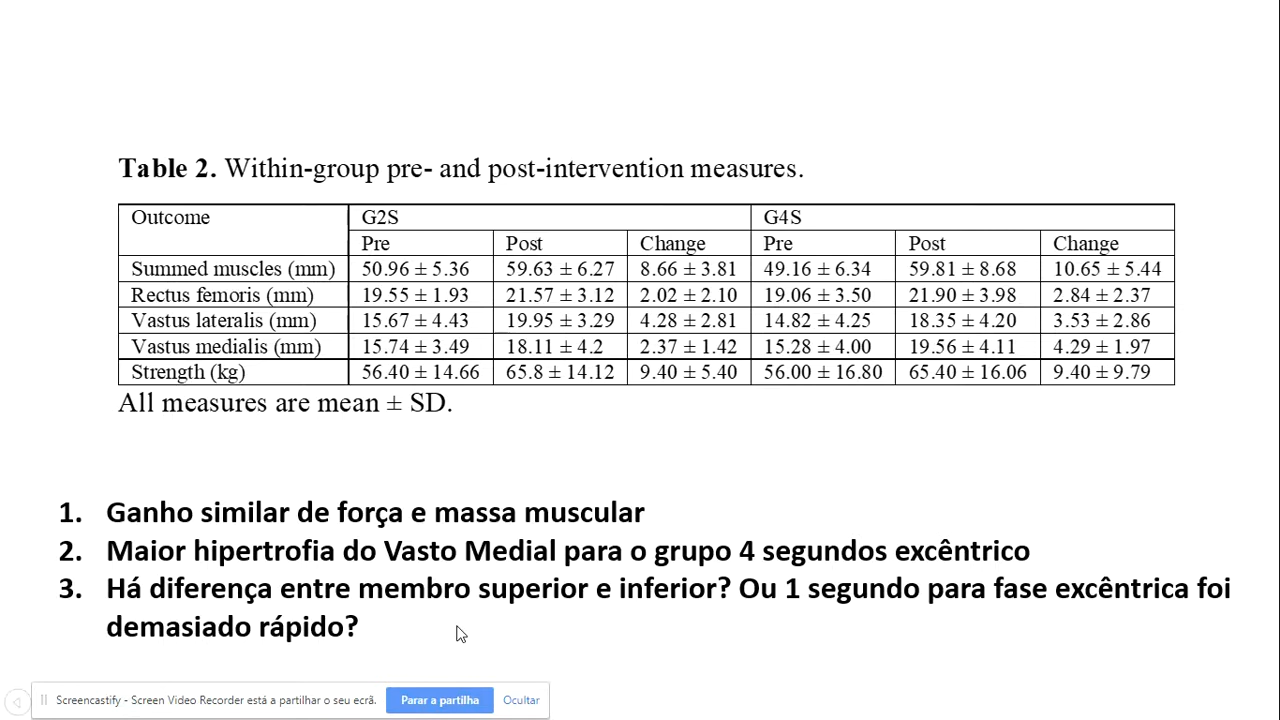 Table 2. Within-group pre- and post-intervention measures.
Outcome G2S G4S
Pre Post Change Pre Post Change
Summed muscles (mm) 50.96 ± 5.36 59.63 ± 6.27 8.66 ± 3.81 49.16 ± 6.34 59.81 ± 8.68 10.65 ± 5.44
Rectus femoris (mm) 19.55 ± 1.93 21.57 ± 3.12 2.02 ± 2.10 19.06 ± 3.50 21.90 ± 3.98 2.84 ± 2.37
Vastus lateralis (mm) 15.67 ± 4.43 19.95 ± 3.29 4.28 ± 2.81 14.82 ± 4.25 18.35 ± 4.20 3.53 ± 2.86
Vastus medialis (mm) 15.74 ± 3.49 18.11 ± 4.2 2.37 ± 1.42 15.28 ± 4.00 19.56 ± 4.11 4.29 ± 1.97
Strength (kg) 56.40 ± 14.66 65.8 ± 14.12 9.40 ± 5.40 56.00 ± 16.80 65.40 ± 16.06 9.40 ± 9.79
All measures are mean ± SD.
1. Ganho similar de força e massa muscular
2. Maior hipertrofia do Vasto Medial para o grupo 4 segundos excêntrico
3. Há diferença entre membro superior e inferior? Ou 1 segundo para fase excêntrica foi
demasiado rápido?
Screencastify - Screen Video Recorder está a partilhar o seu ecrã. Parar a partilha Ocultar